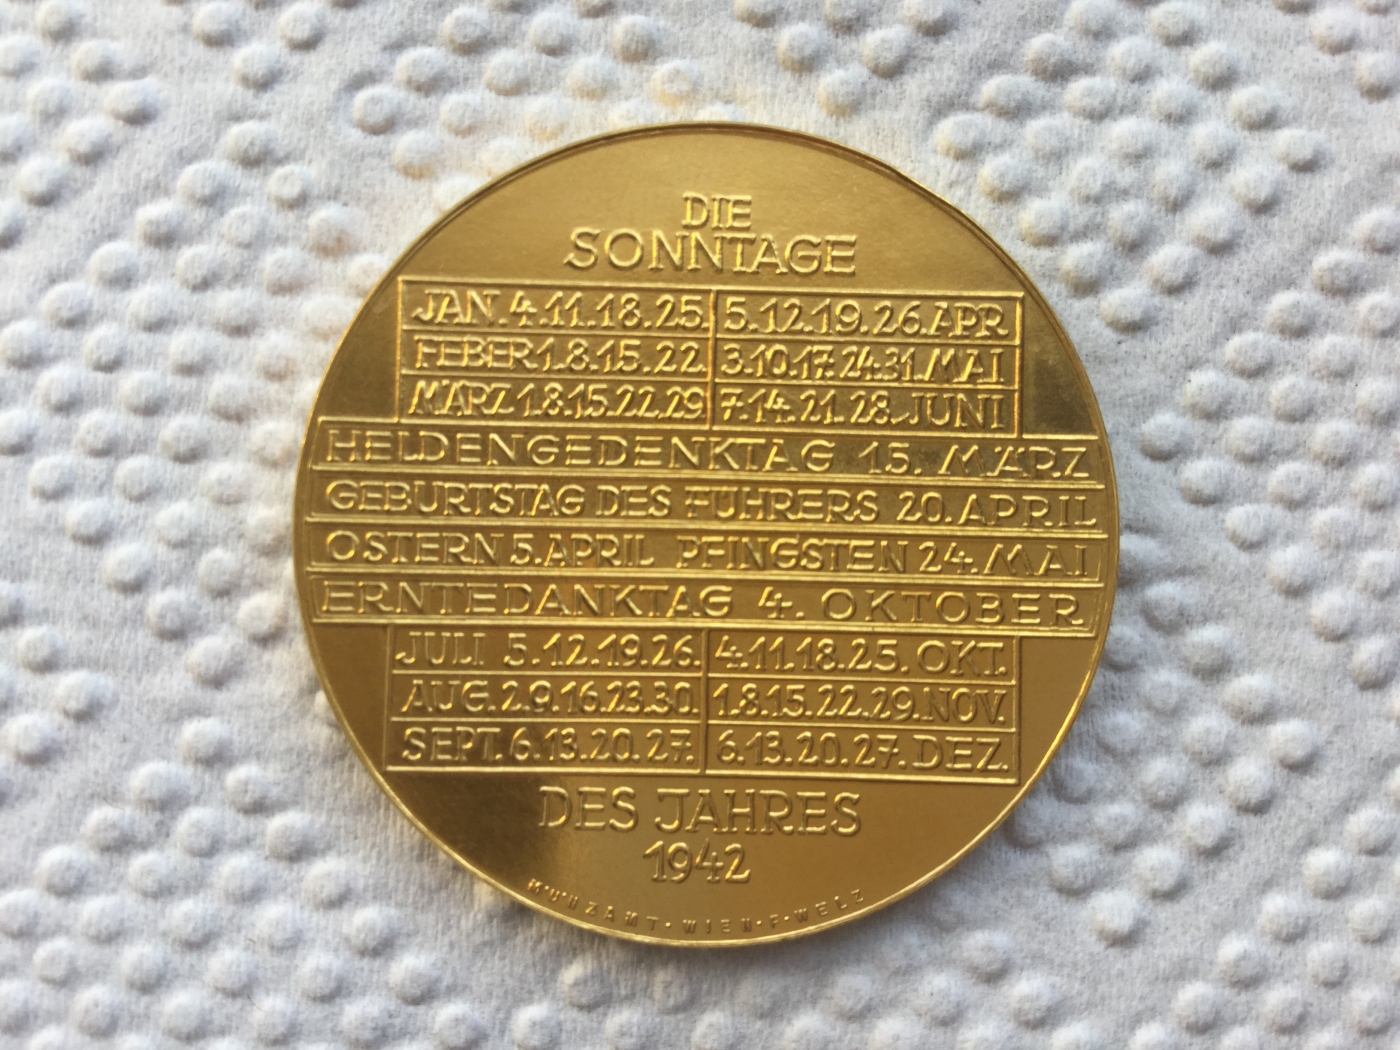 DIE
SONNTAGE
JAN. 4.11.18.25. 5.12.19.26.APR
FEBER 1.8.15.22. 3.10.17.24.31.MAI
MÄRZ 1.8.15.22.29 7.14.21.28.JUNI
HELDENGEDENKTAG 15. MÄRZ
GEBURTSTAG DES FÜHRERS 20.APRIL
OSTERN 5.APRIL PFINGSTEN 24.MAI
ERNTEDANKTAG 4. OKTOBER
JULI 5.12.19.26. 4.11.18.25. OKT.
AUG.2.9.16.23.30. 1.8.15.22.29.NOV.
SEPT. 6.13.20.27. 6.13.20.27.DEZ.
DES JAHRES
1942
MÜNZAMT·WIEN·P·WELZ